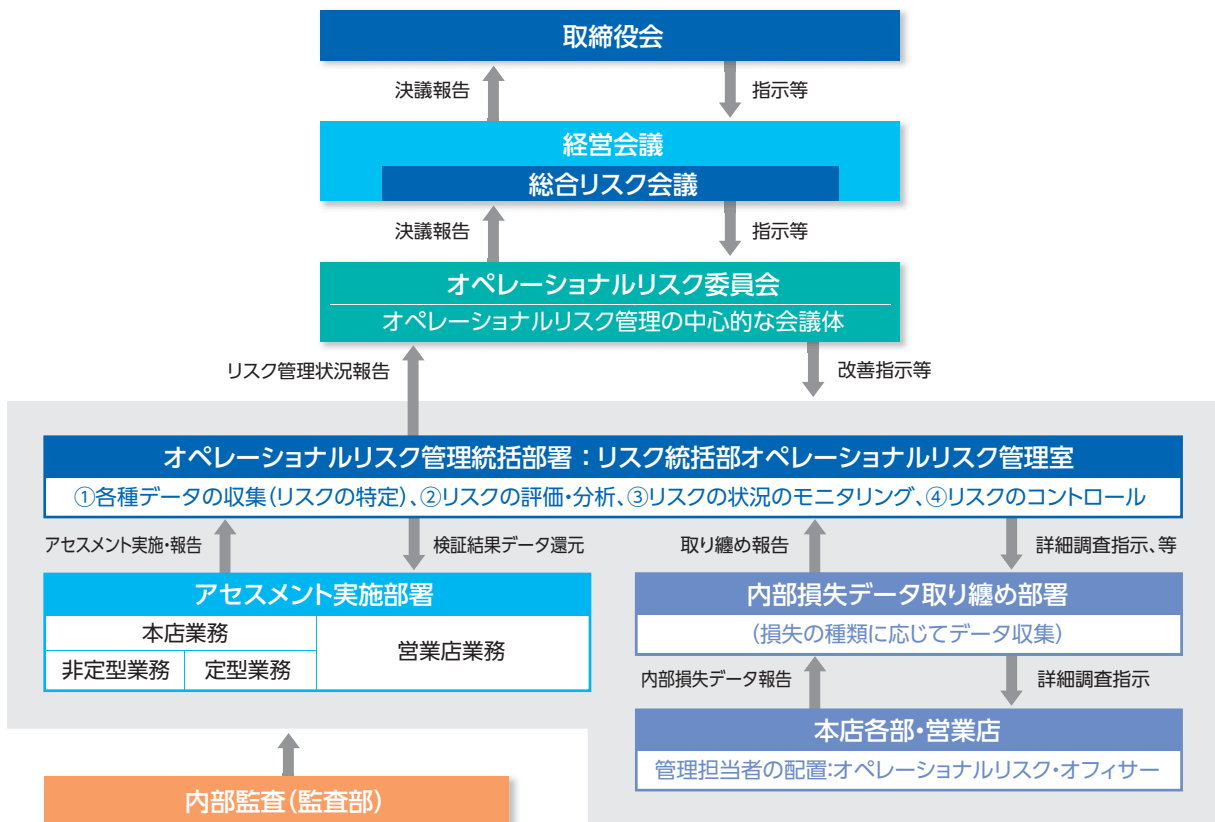 取締役会
決議報告
指示等
経営会議
総合リスク会議
決議報告
指示等
オペレーショナルリスク委員会
オペレーショナルリスク管理の中心的な会議体
リスク管理状況報告
改善指示等
オペレーショナルリスク管理統括部署：リスク統括部オペレーショナルリスク管理室
①各種データの収集(リスクの特定)、②リスクの評価・分析、③リスクの状況のモニタリング、④リスクのコントロール
アセスメント実施・報告
検証結果データ還元
取り纏め報告
詳細調査指示、等
アセスメント実施部署
本店業務
非定型業務
定型業務
営業店業務
内部損失データ取り纏め部署
(損失の種類に応じてデータ収集)
内部損失データ報告
詳細調査指示
本店各部・営業店
管理担当者の配置:オペレーショナルリスク・オフィサー
内部監査(監査部)